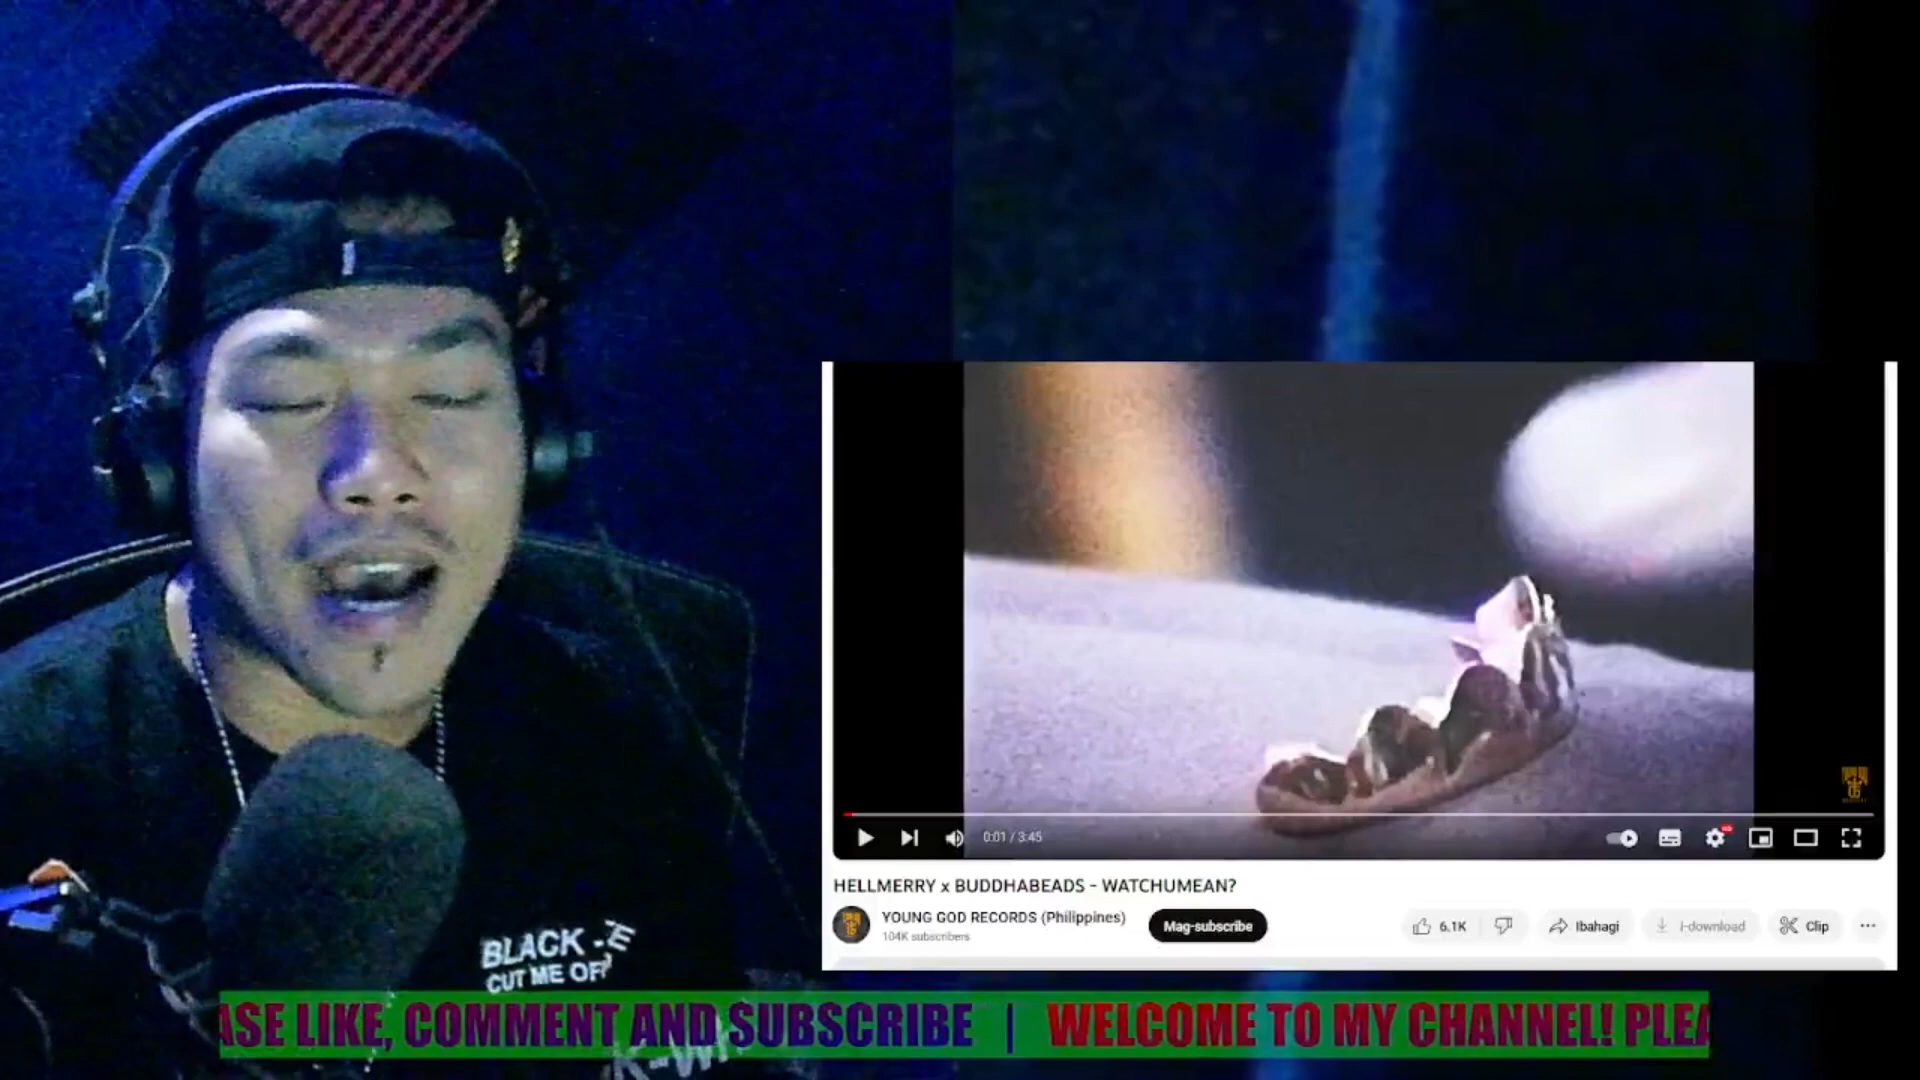 0:01 / 3:45
HELLMERRY x BUDDHABEADS - WATCHUMEAN?
YOUNG GOD RECORDS (Philippines)
104K subscribers
Mag-subscribe
6.1K
Ibahagi
I-download
Clip
BLACK-E
CUT ME OFF
ASE LIKE, COMMENT AND SUBSCRIBE | WELCOME TO MY CHANNEL! PLEA